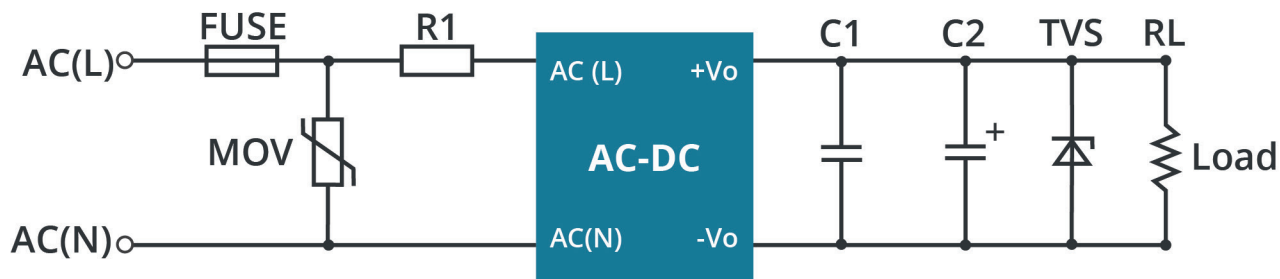 FUSE
R1
C1
C2
TVS
RL
AC(L)
AC (L)
+Vo
MOV
AC-DC
+
Load
AC(N)
AC(N)
-Vo